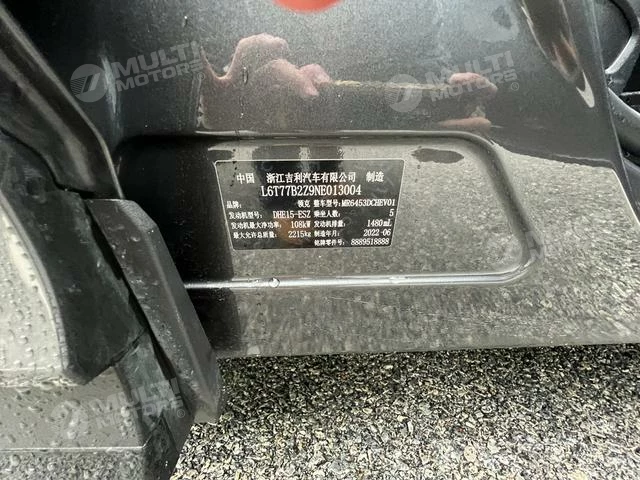 MULTI MOTORS®
MULTI MOTORS®
中国 浙江吉利汽车有限公司 制造
L6T77B2Z9NE013004
品牌: 领克 整车型号: MR6453DCHEV01
发动机型号: DHE15-ESZ 乘坐人数: 5
发动机最大净功率: 108kW 发动机排量: 1480mL
最大允许总质量: 2215kg 制造年月: 2022-06
铭牌零件号: 8889518888
MULTI MOTORS
MULTI MOTORS®